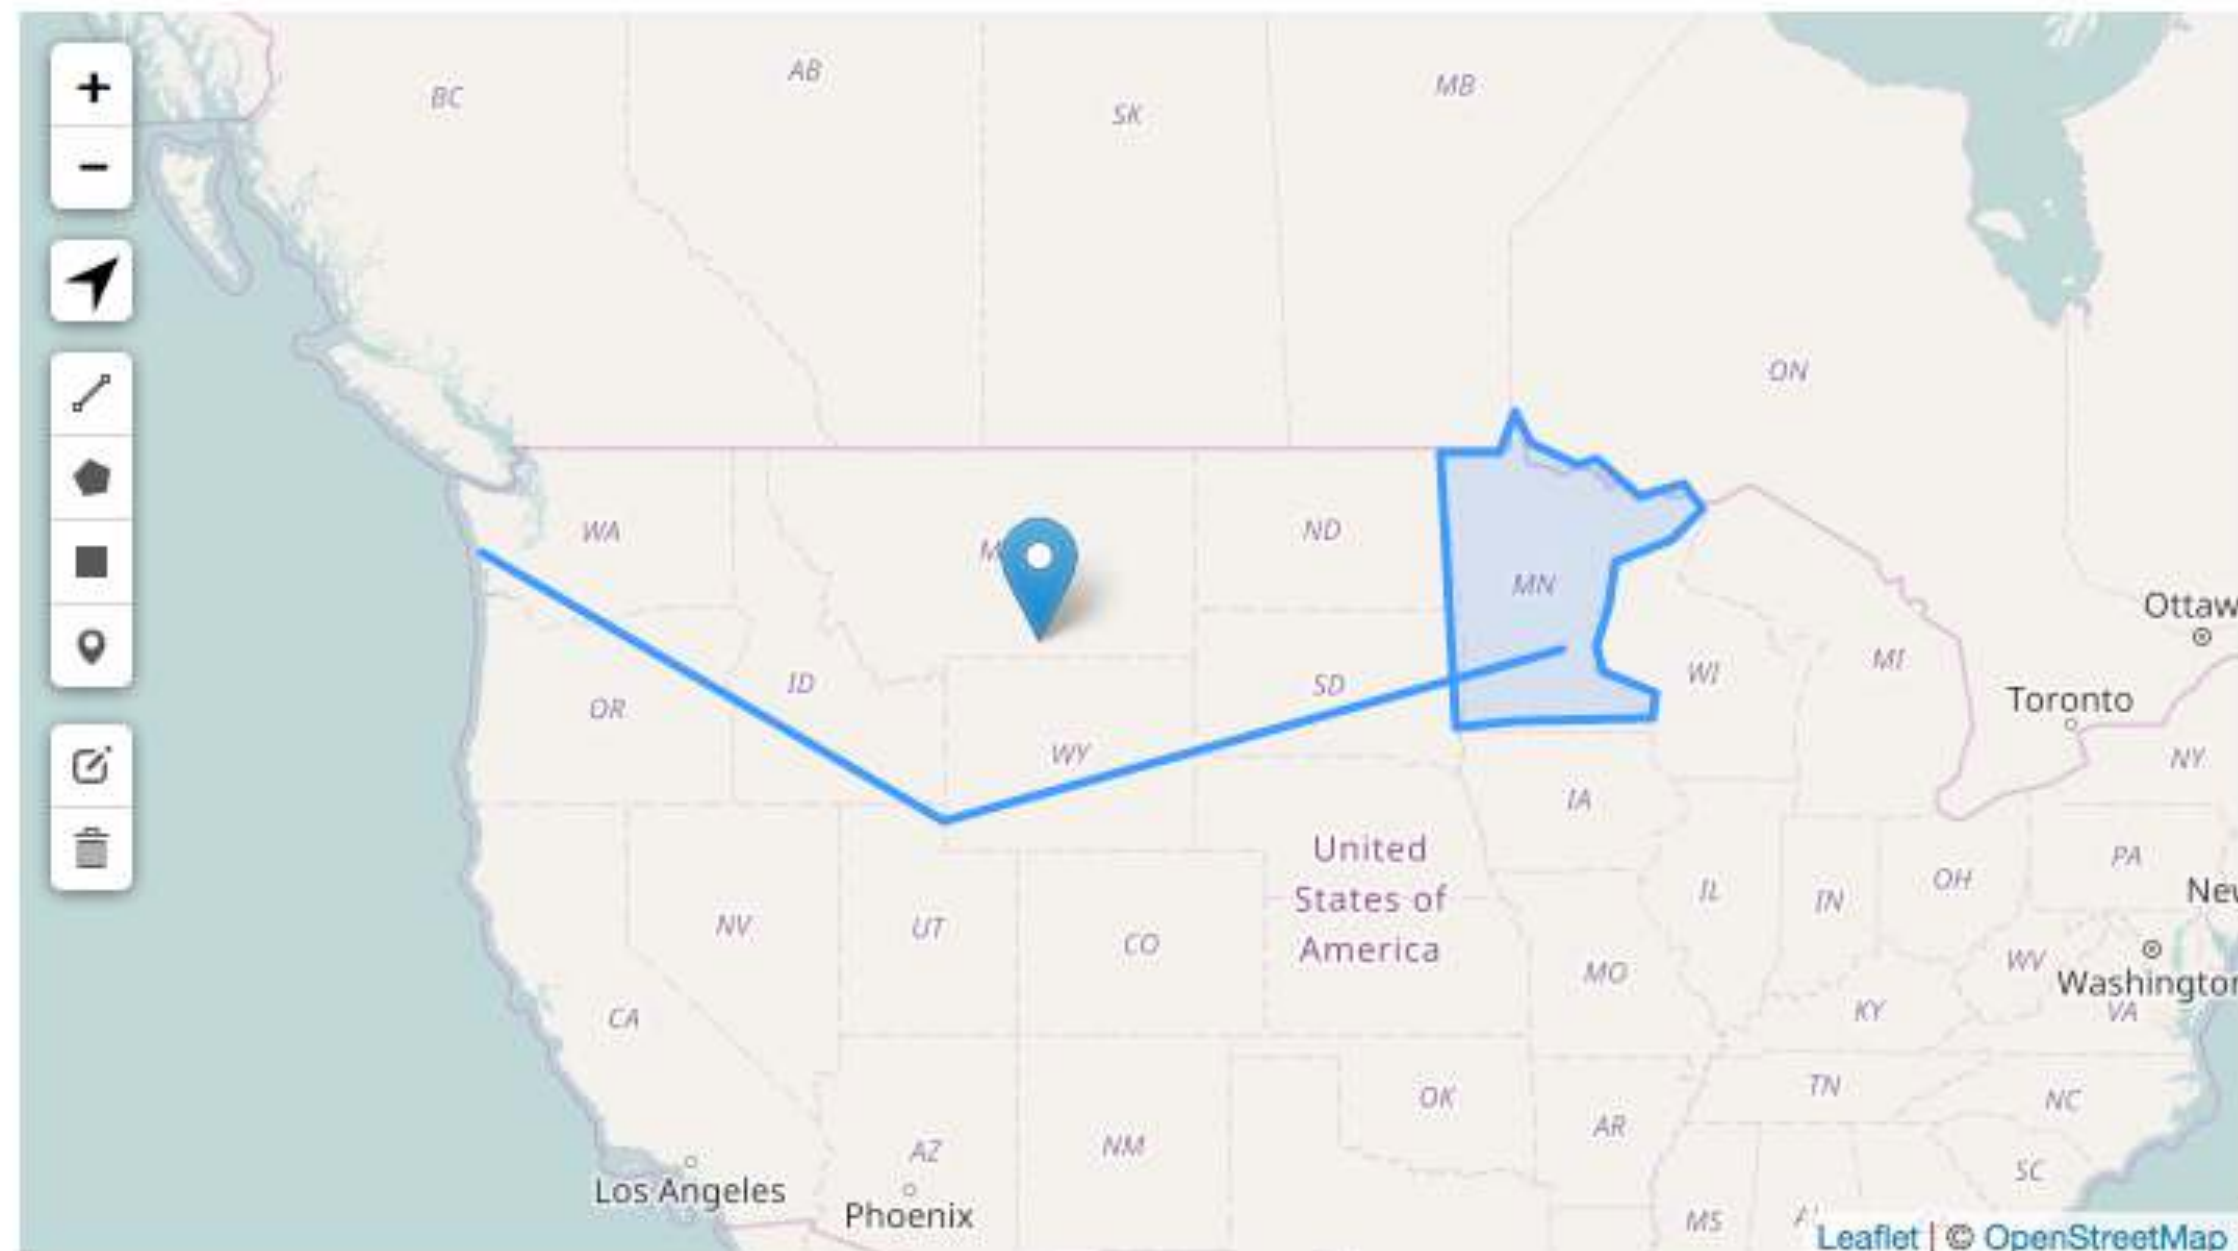 +
−
BC
AB
SK
MB
ON
WA
M
ND
MN
OR
ID
SD
WI
MI
Ottaw
Toronto
WY
NY
IA
United
States of
America
PA
NV
UT
CO
IL
IN
OH
New
MO
WV
Washington
CA
KY
VA
OK
TN
NC
AZ
NM
AR
SC
Los Angeles
Phoenix
MS
Leaflet | © OpenStreetMap